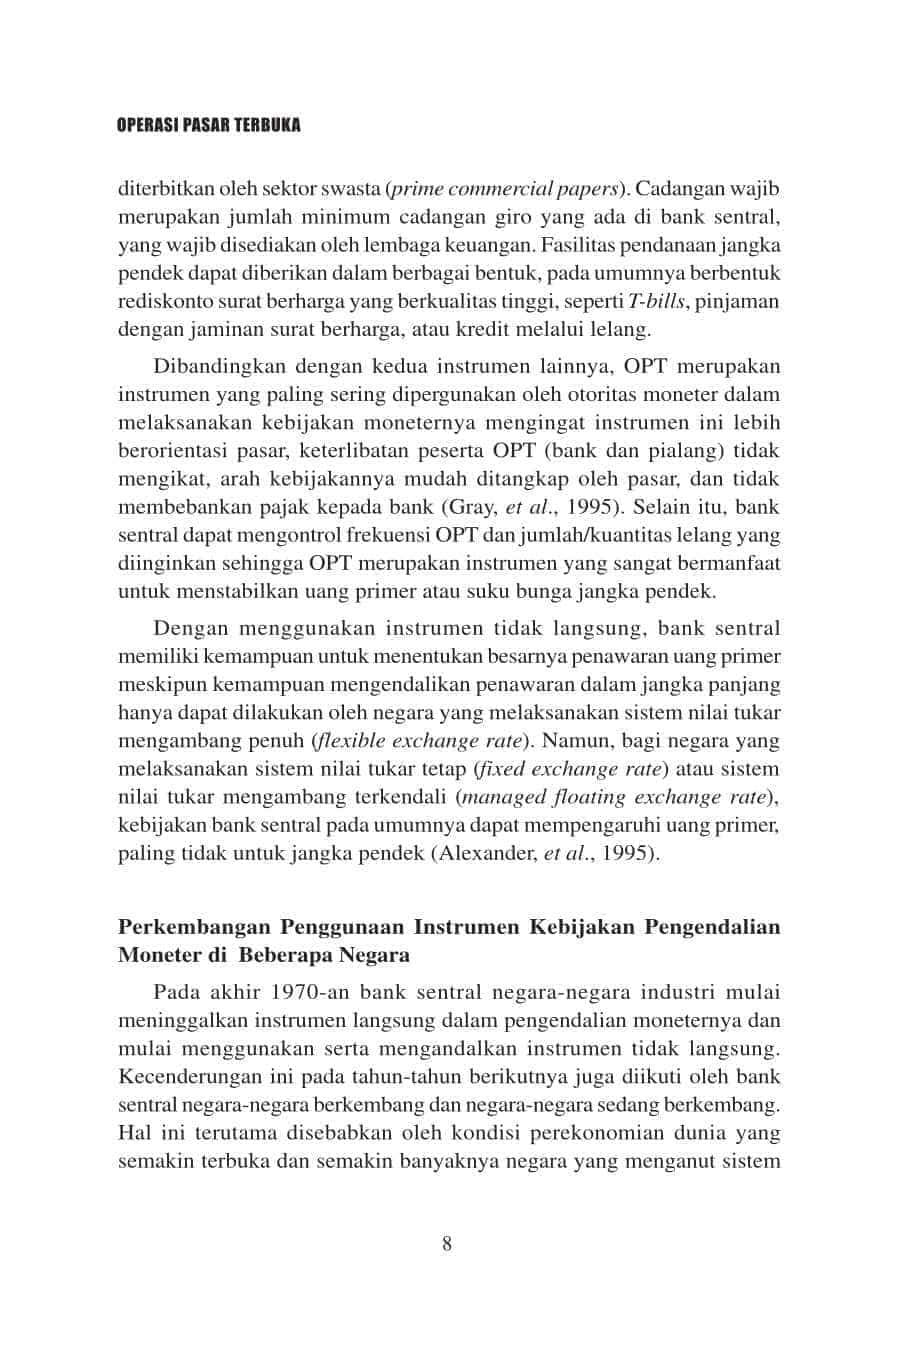 OPERASI PASAR TERBUKA
diterbitkan oleh sektor swasta (prime commercial papers). Cadangan wajib
merupakan jumlah minimum cadangan giro yang ada di bank sentral,
yang wajib disediakan oleh lembaga keuangan. Fasilitas pendanaan jangka
pendek dapat diberikan dalam berbagai bentuk, pada umumnya berbentuk
rediskonto surat berharga yang berkualitas tinggi, seperti T-bills, pinjaman
dengan jaminan surat berharga, atau kredit melalui lelang.
Dibandingkan dengan kedua instrumen lainnya, OPT merupakan
instrumen yang paling sering dipergunakan oleh otoritas moneter dalam
melaksanakan kebijakan moneternya mengingat instrumen ini lebih
berorientasi pasar, keterlibatan peserta OPT (bank dan pialang) tidak
mengikat, arah kebijakannya mudah ditangkap oleh pasar, dan tidak
membebankan pajak kepada bank (Gray, et al., 1995). Selain itu, bank
sentral dapat mengontrol frekuensi OPT dan jumlah/kuantitas lelang yang
diinginkan sehingga OPT merupakan instrumen yang sangat bermanfaat
untuk menstabilkan uang primer atau suku bunga jangka pendek.
Dengan menggunakan instrumen tidak langsung, bank sentral
memiliki kemampuan untuk menentukan besarnya penawaran uang primer
meskipun kemampuan mengendalikan penawaran dalam jangka panjang
hanya dapat dilakukan oleh negara yang melaksanakan sistem nilai tukar
mengambang penuh (flexible exchange rate). Namun, bagi negara yang
melaksanakan sistem nilai tukar tetap (fixed exchange rate) atau sistem
nilai tukar mengambang terkendali (managed floating exchange rate),
kebijakan bank sentral pada umumnya dapat mempengaruhi uang primer,
paling tidak untuk jangka pendek (Alexander, et al., 1995).
Perkembangan Penggunaan Instrumen Kebijakan Pengendalian
Moneter di Beberapa Negara
Pada akhir 1970-an bank sentral negara-negara industri mulai
meninggalkan instrumen langsung dalam pengendalian moneternya dan
mulai menggunakan serta mengandalkan instrumen tidak langsung.
Kecenderungan ini pada tahun-tahun berikutnya juga diikuti oleh bank
sentral negara-negara berkembang dan negara-negara sedang berkembang.
Hal ini terutama disebabkan oleh kondisi perekonomian dunia yang
semakin terbuka dan semakin banyaknya negara yang menganut sistem
8